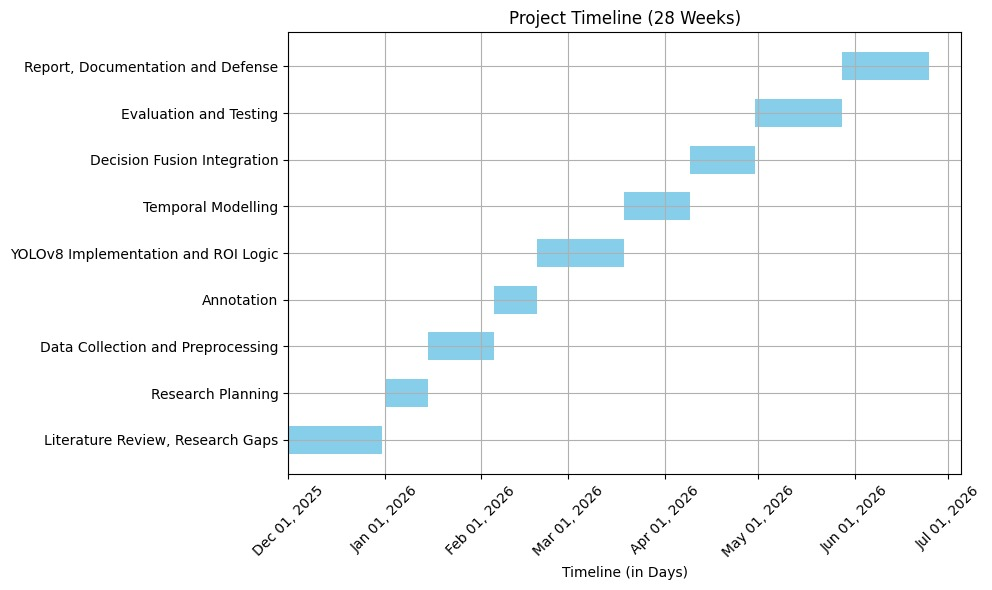 Project Timeline (28 Weeks)
Report, Documentation and Defense
Evaluation and Testing
Decision Fusion Integration
Temporal Modelling
YOLOv8 Implementation and ROI Logic
Annotation
Data Collection and Preprocessing
Research Planning
Literature Review, Research Gaps
Dec 01, 2025
Jan 01, 2026
Feb 01, 2026
Mar 01, 2026
Apr 01, 2026
May 01, 2026
Jun 01, 2026
Jul 01, 2026
Timeline (in Days)